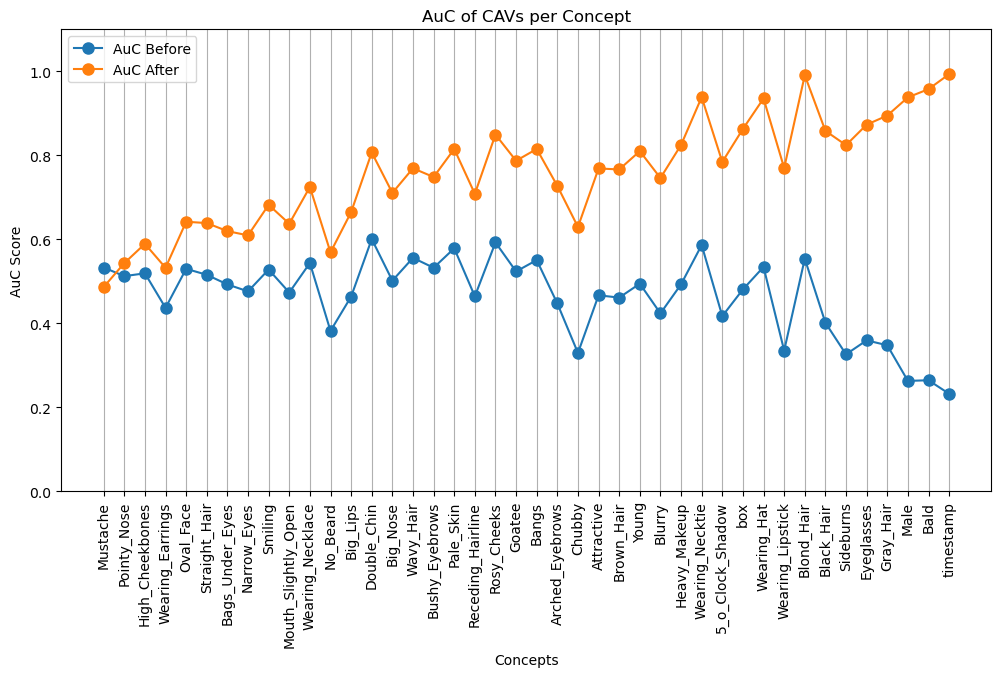 AuC of CAVs per Concept
AuC Before
AuC After
AuC Score
1.0
0.8
0.6
0.4
0.2
0.0
Mustache
Pointy_Nose
High_Cheekbones
Wearing_Earrings
Oval_Face
Straight_Hair
Bags_Under_Eyes
Narrow_Eyes
Smiling
Mouth_Slightly_Open
Wearing_Necklace
No_Beard
Big_Lips
Double_Chin
Big_Nose
Wavy_Hair
Bushy_Eyebrows
Pale_Skin
Receding_Hairline
Rosy_Cheeks
Goatee
Bangs
Arched_Eyebrows
Chubby
Attractive
Brown_Hair
Young
Blurry
Heavy_Makeup
Wearing_Necktie
5_o_Clock_Shadow
box
Wearing_Hat
Wearing_Lipstick
Blond_Hair
Black_Hair
Sideburns
Eyeglasses
Gray_Hair
Male
Bald
timestamp
Concepts